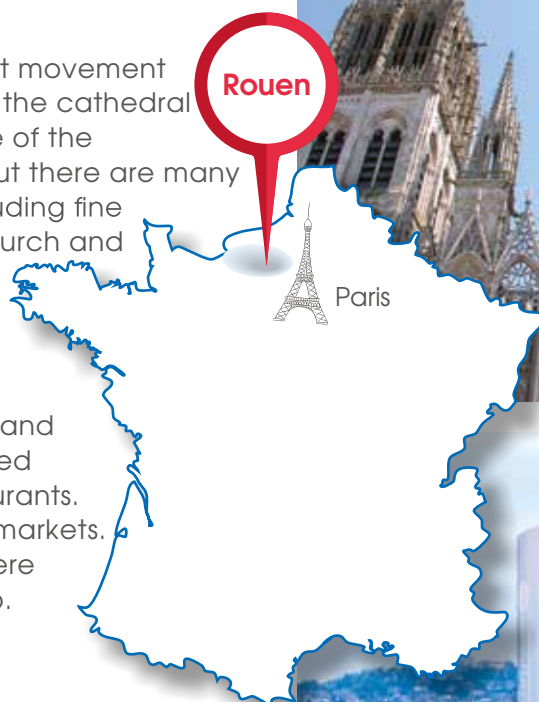 t movement
the cathedral
e of the
ut there are many
uding fine
urch and
and
ed
urants.
markets.
ere
o.
Rouen
Paris